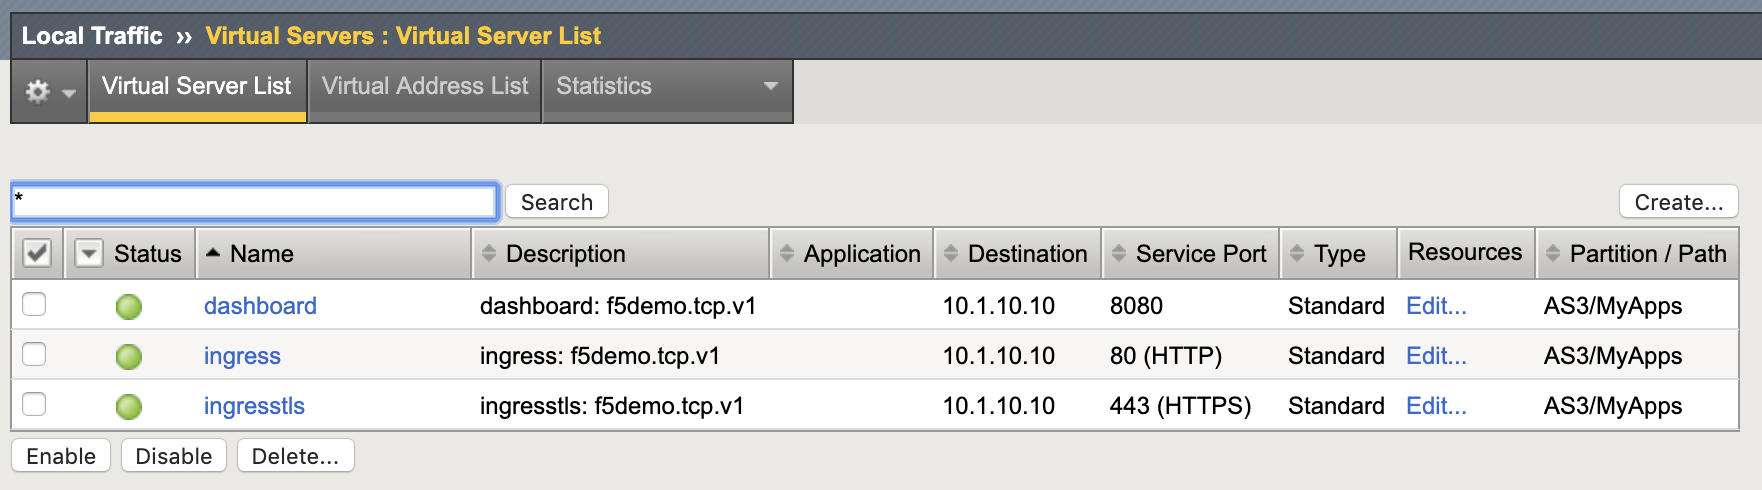 Local Traffic ›› Virtual Servers : Virtual Server List
Virtual Server List Virtual Address List Statistics
* Search Create...
Status Name Description Application Destination Service Port Type Resources Partition / Path
dashboard dashboard: f5demo.tcp.v1 10.1.10.10 8080 Standard Edit... AS3/MyApps
ingress ingress: f5demo.tcp.v1 10.1.10.10 80 (HTTP) Standard Edit... AS3/MyApps
ingresstls ingresstls: f5demo.tcp.v1 10.1.10.10 443 (HTTPS) Standard Edit... AS3/MyApps
Enable Disable Delete...